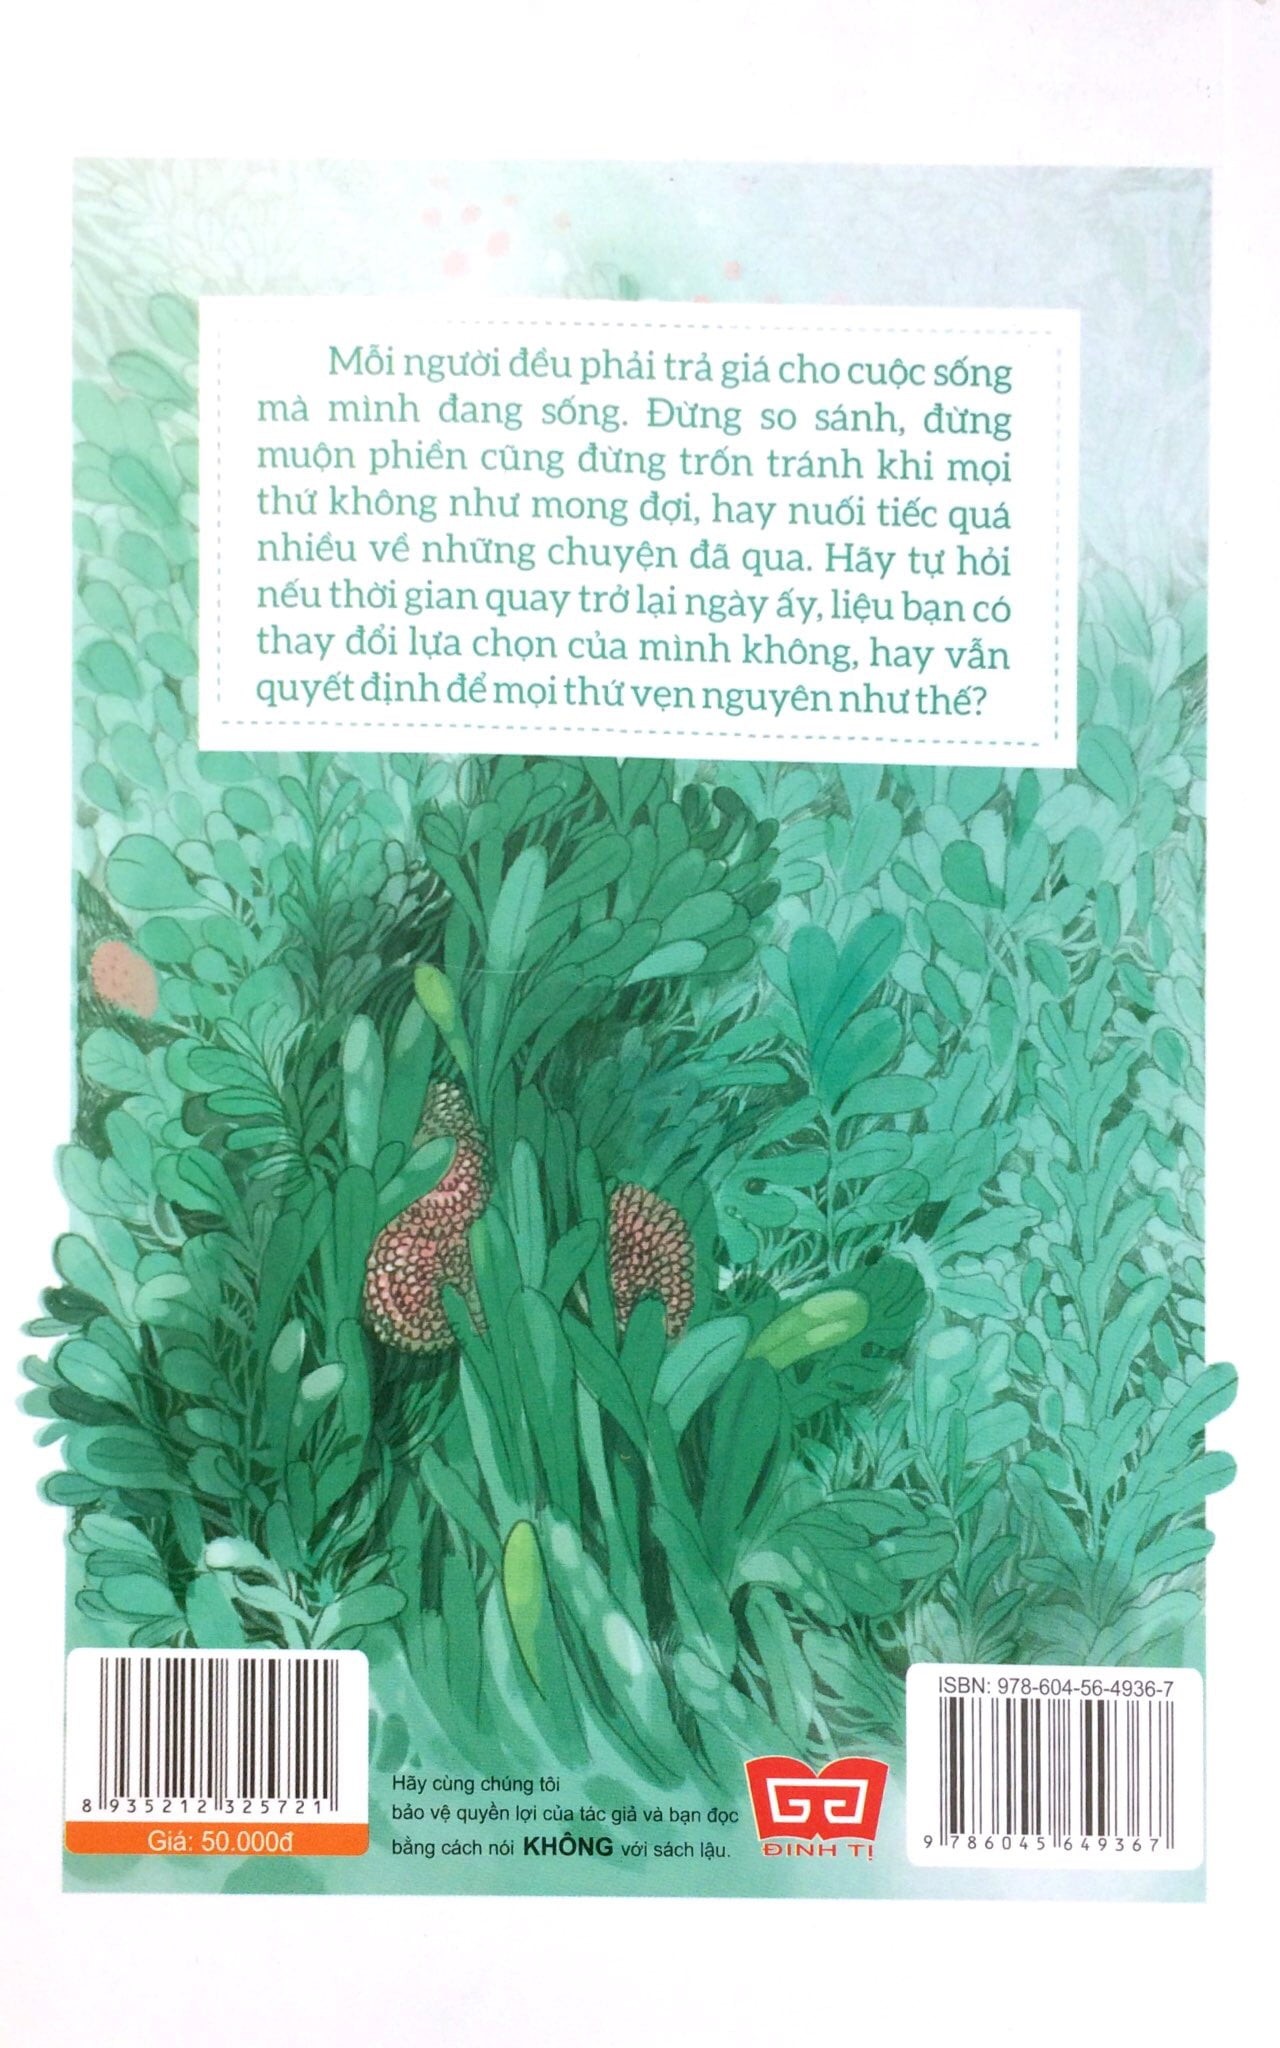 Mỗi người đều phải trả giá cho cuộc sống
mà mình đang sống. Đừng so sánh, đừng
muộn phiền cũng đừng trốn tránh khi mọi
thứ không như mong đợi, hay nuối tiếc quá
nhiều về những chuyện đã qua. Hãy tự hỏi
nếu thời gian quay trở lại ngày ấy, liệu bạn có
thay đổi lựa chọn của mình không, hay vẫn
quyết định để mọi thứ vẹn nguyên như thế?
8 935212 325721
Giá: 50.000đ
Hãy cùng chúng tôi
bảo vệ quyền lợi của tác giả và bạn đọc
bằng cách nói KHÔNG với sách lậu.
ĐINH TỊ
ISBN: 978-604-56-4936-7
9 786045 649367